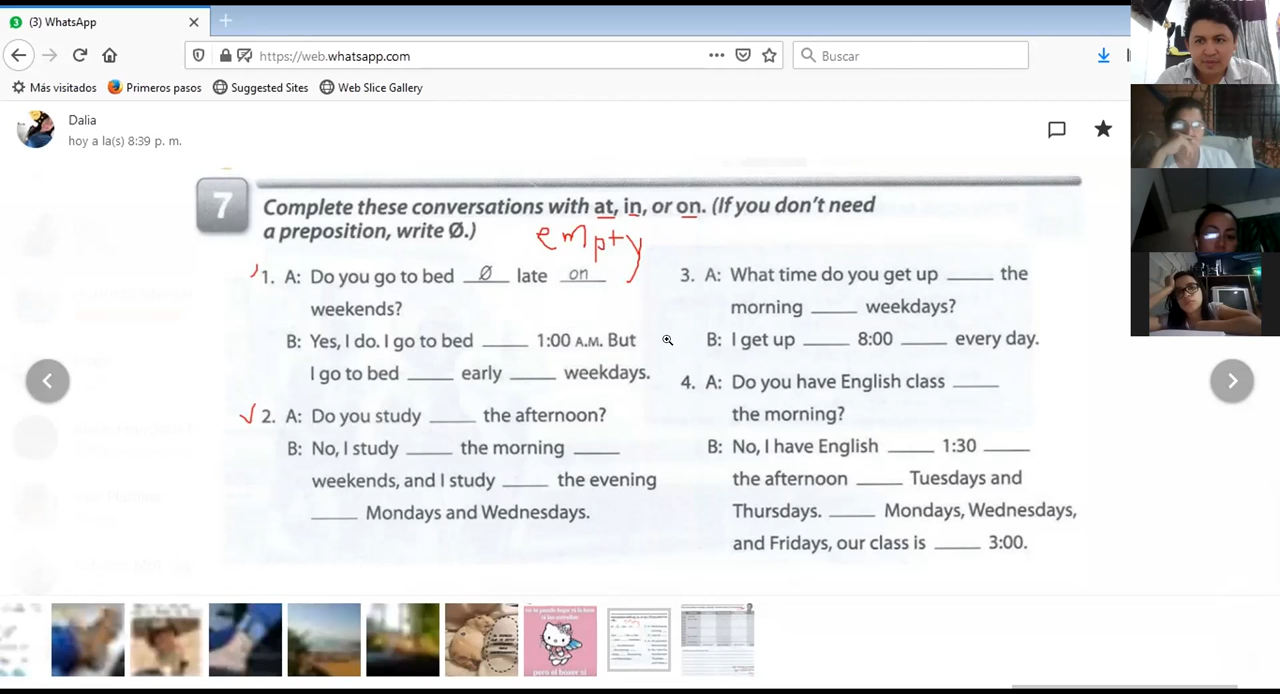 (3) WhatsApp
https://web.whatsapp.com
Buscar
Más visitados
Primeros pasos
Suggested Sites
Web Slice Gallery
Dalia
hoy a la(s) 8:39 p. m.
7
Complete these conversations with at, in, or on. (If you don't need
a preposition, write Ø.)
empty
1. A: Do you go to bed Ø late on
weekends?
B: Yes, I do. I go to bed ____ 1:00 A.M. But
I go to bed ____ early ____ weekdays.
2. A: Do you study ____ the afternoon?
B: No, I study ____ the morning ____
weekends, and I study ____ the evening
____ Mondays and Wednesdays.
3. A: What time do you get up ____ the
morning ____ weekdays?
B: I get up ____ 8:00 ____ every day.
4. A: Do you have English class ____
the morning?
B: No, I have English ____ 1:30 ____
the afternoon ____ Tuesdays and
Thursdays. ____ Mondays, Wednesdays,
and Fridays, our class is ____ 3:00.